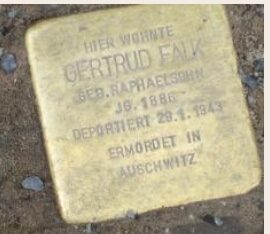 HIER WOHNTE
GERTRUD FALK
GEB. RAPHAELSOHN
JG. 1886
DEPORTIERT 29.1.1943
ERMORDET IN
AUSCHWITZ